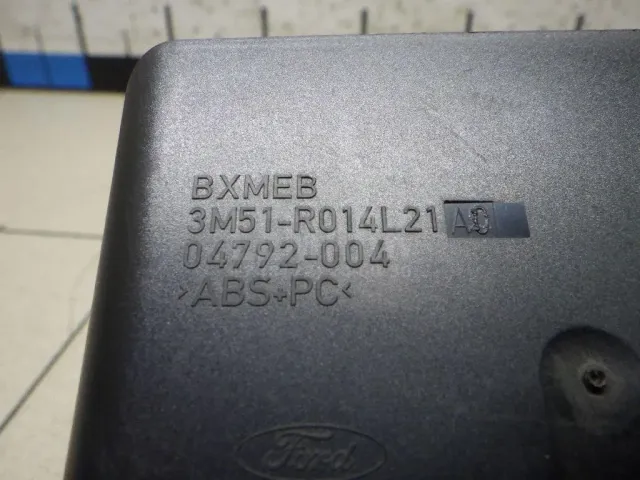 BXMEB
3M51-R014L21
04792-004
>ABS+PC<
Ford